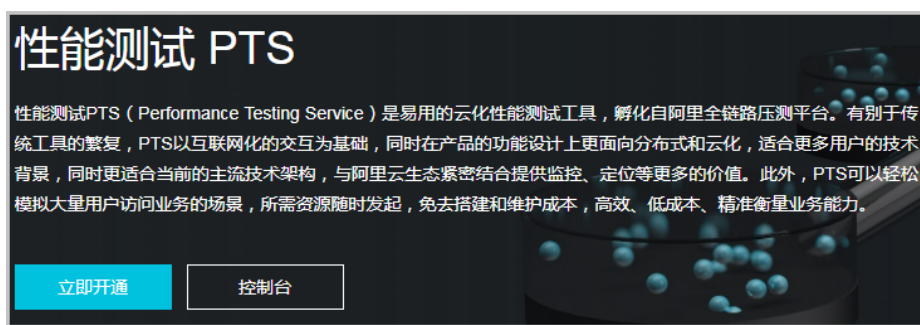 性能测试 PTS
性能测试PTS（Performance Testing Service）是易用的云化性能测试工具，孵化自阿里全链路压测平台。有别于传
统工具的繁复，PTS以互联网化的交互为基础，同时在产品的功能设计上更面向分布式和云化，适合更多用户的技术
背景，同时更适合当前的主流技术架构，与阿里云生态紧密结合提供监控、定位等更多的价值。此外，PTS可以轻松
模拟大量用户访问业务的场景，所需资源随时发起，免去搭建和维护成本，高效、低成本、精准衡量业务能力。
立即开通 控制台